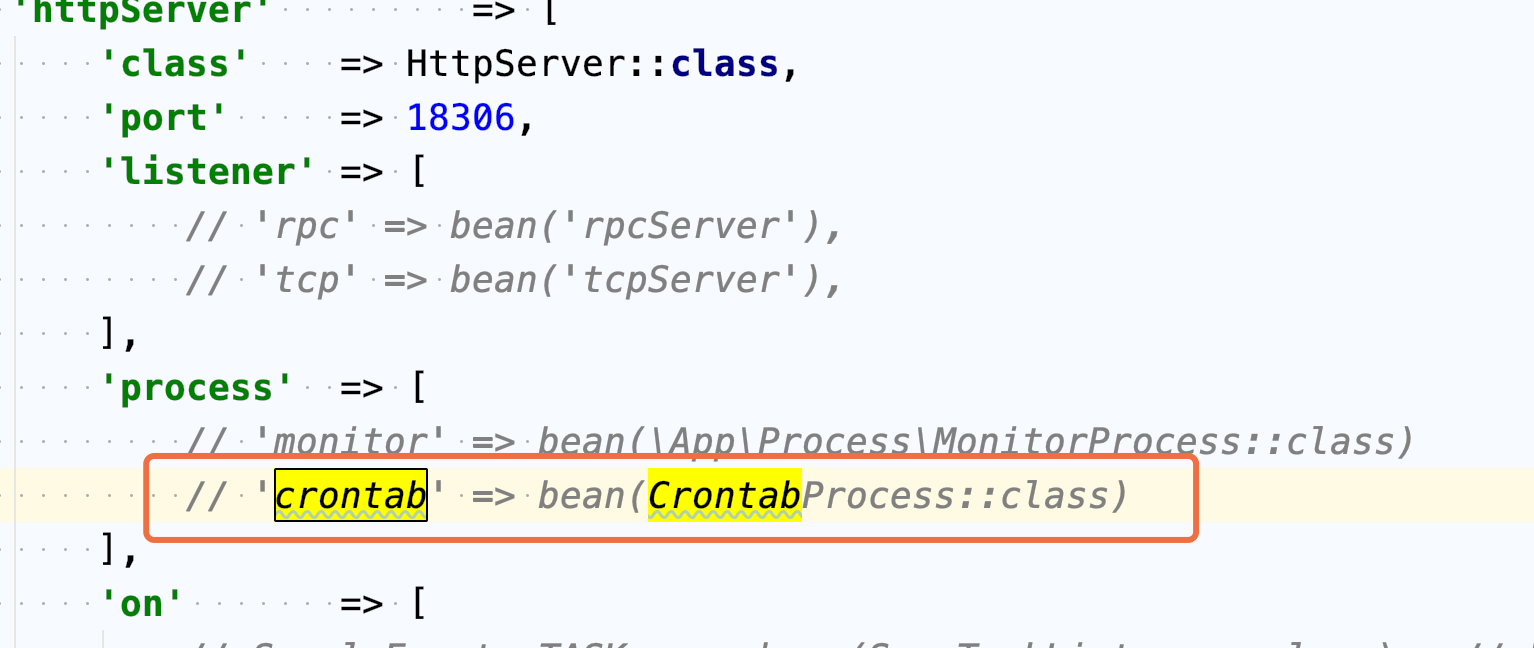 'httpServer' => [
'class' => HttpServer::class,
'port' => 18306,
'listener' => [
// 'rpc' => bean('rpcServer'),
// 'tcp' => bean('tcpServer'),
],
'process' => [
// 'monitor' => bean(\App\Process\MonitorProcess::class)
// 'crontab' => bean(CrontabProcess::class)
],
'on' => [